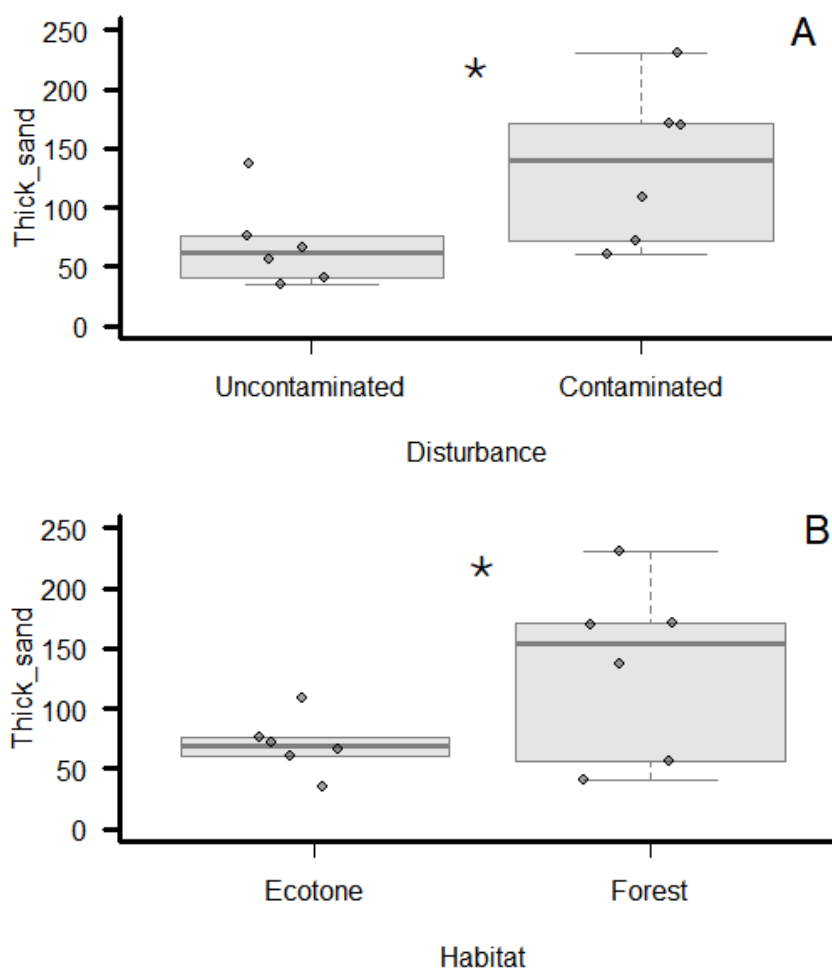 A
250
200
150
100
50
0
Thick_sand
*
Uncontaminated Contaminated
Disturbance
B
250
200
150
100
50
0
Thick_sand
*
Ecotone Forest
Habitat